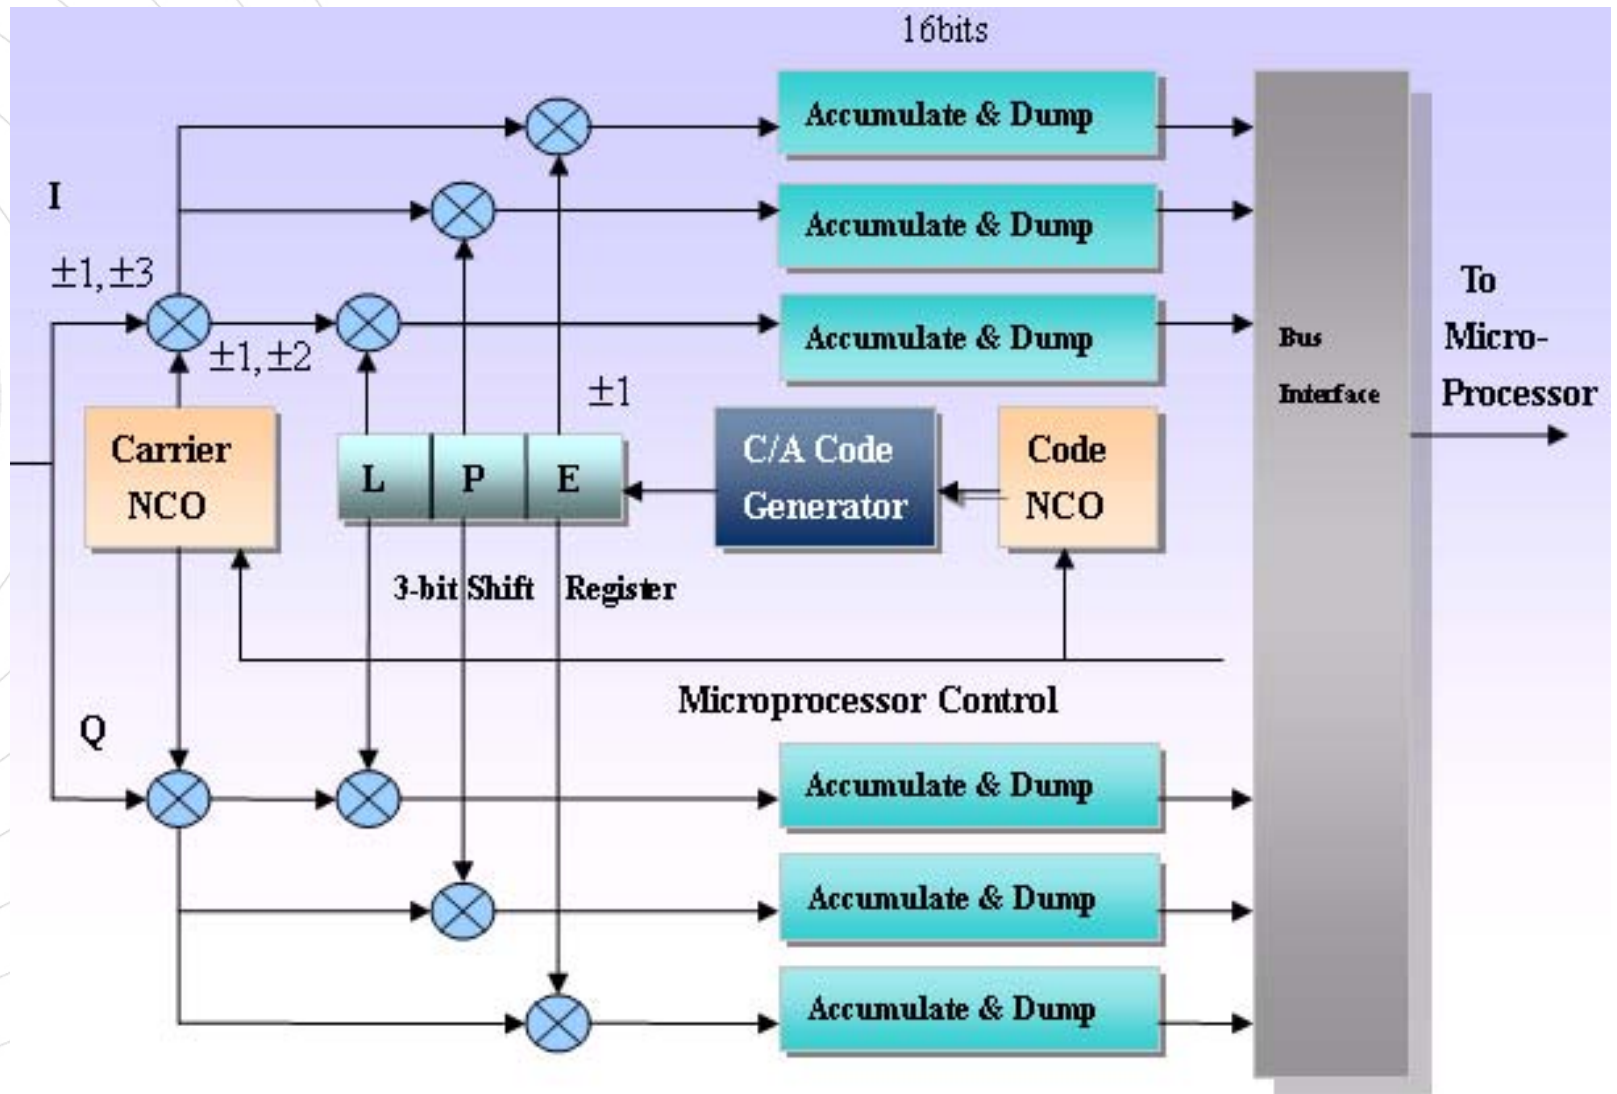 16bits
Accumulate & Dump
I
Accumulate & Dump
±1, ±3
Accumulate & Dump
±1, ±2
±1
Carrier
NCO
L P E
C/A Code
Generator
Code
NCO
Bus
Interface
To
Micro-
Processor
3-bit Shift Register
Microprocessor Control
Q
Accumulate & Dump
Accumulate & Dump
Accumulate & Dump